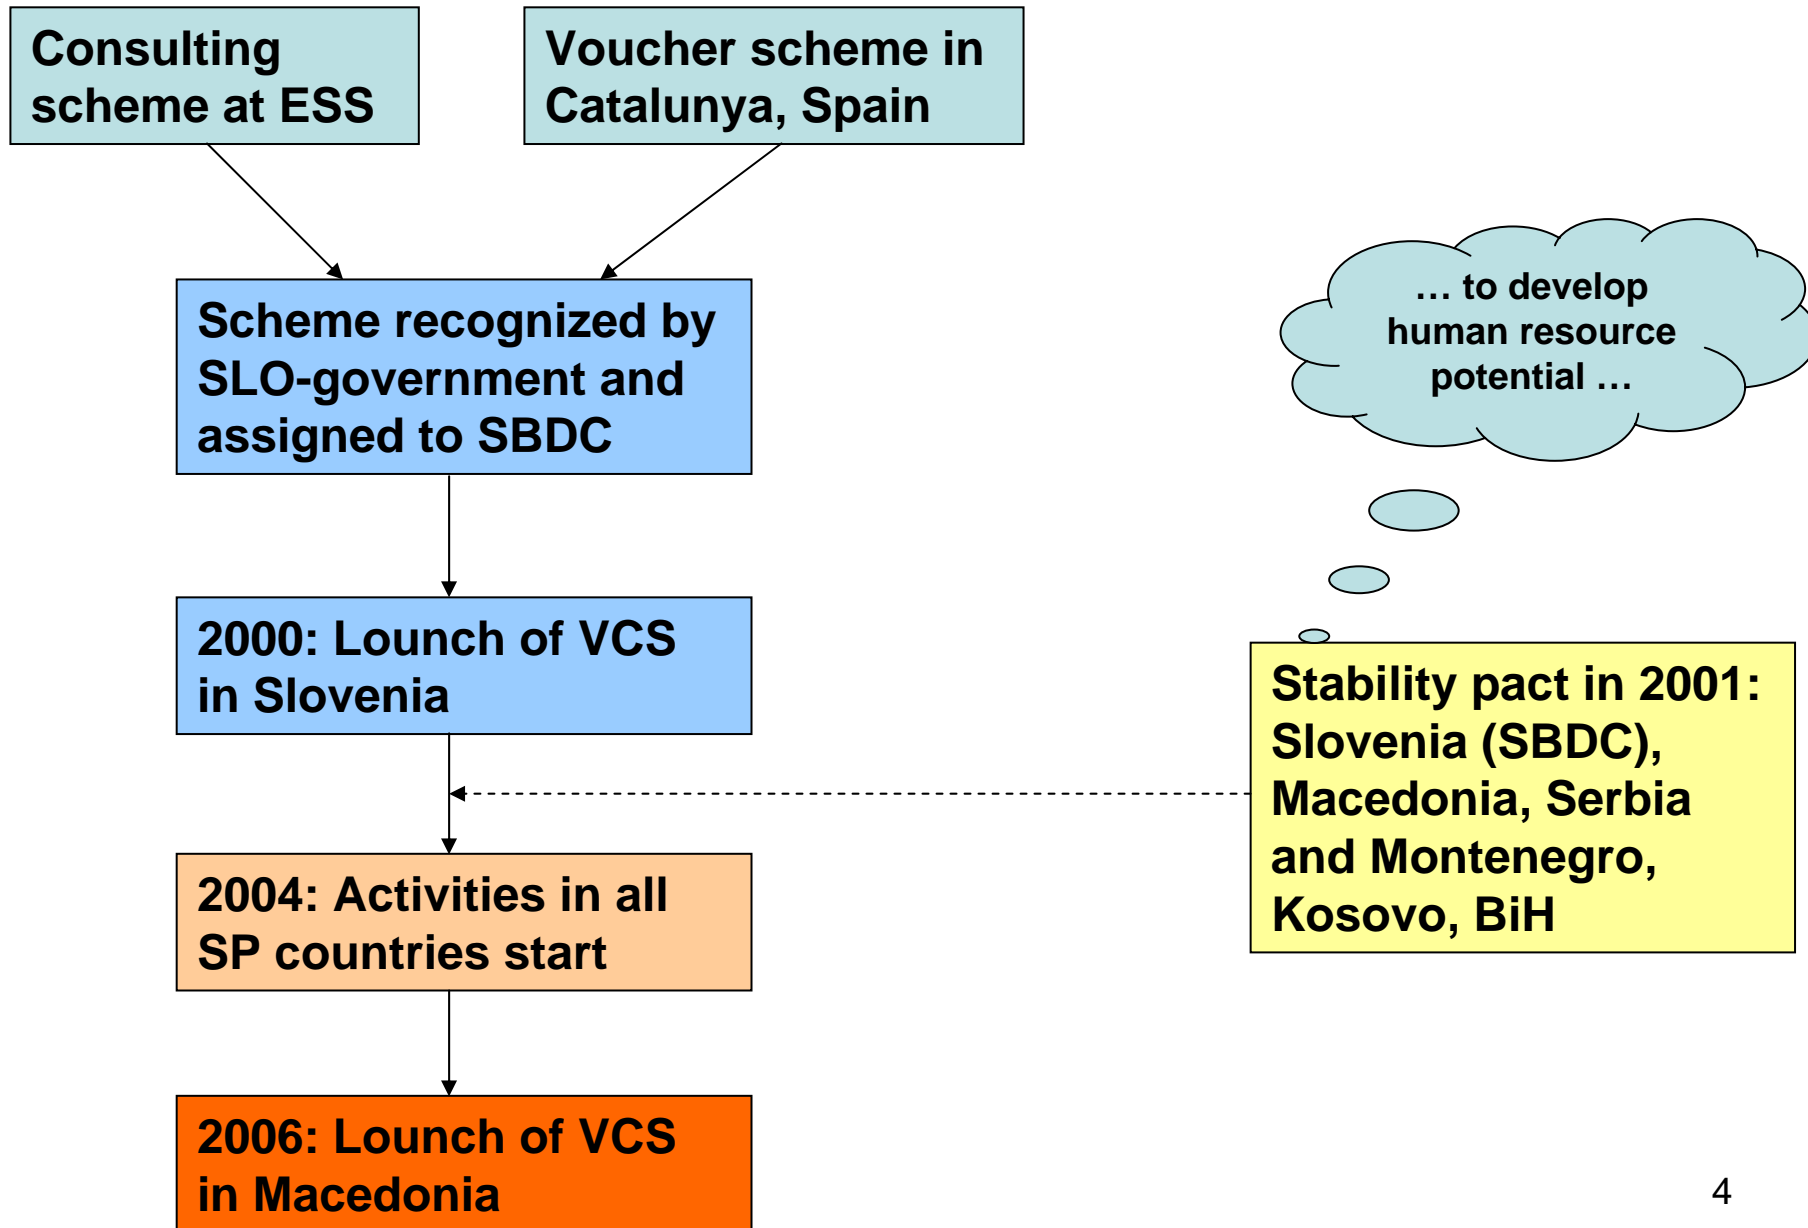 Consulting
scheme at ESS
Voucher scheme in
Catalunya, Spain
Scheme recognized by
SLO-government and
assigned to SBDC
… to develop
human resource
potential …
2000: Lounch of VCS
in Slovenia
Stability pact in 2001:
Slovenia (SBDC),
Macedonia, Serbia
and Montenegro,
Kosovo, BiH
2004: Activities in all
SP countries start
2006: Lounch of VCS
in Macedonia
4